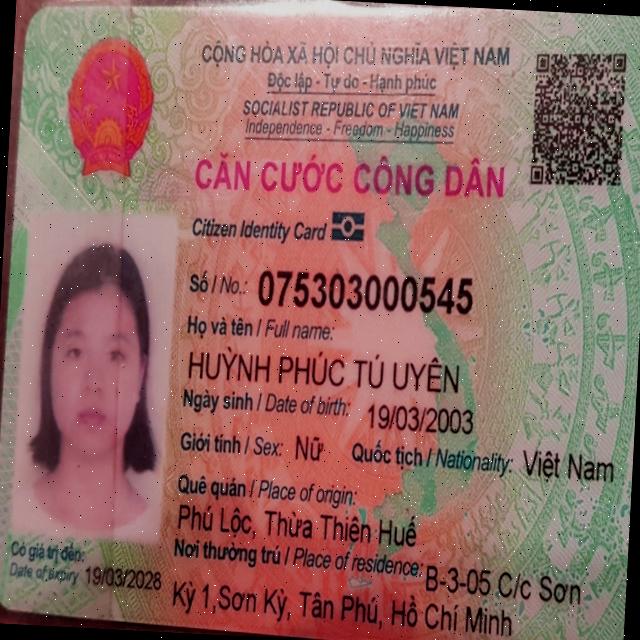 CỘNG HÒA XÃ HỘI CHỦ NGHĨA VIỆT NAM
Độc lập - Tự do - Hạnh phúc
SOCIALIST REPUBLIC OF VIET NAM
Independence - Freedom - Happiness
CĂN CƯỚC CÔNG DÂN
Citizen Identity Card
Số / No.: 075303000545
Họ và tên / Full name:
HUỲNH PHÚC TÚ UYÊN
Ngày sinh / Date of birth: 19/03/2003
Giới tính / Sex: Nữ Quốc tịch / Nationality: Việt Nam
Quê quán / Place of origin:
Phú Lộc, Thừa Thiên Huế
Nơi thường trú / Place of residence: B-3-05 C/c Sơn
Kỳ 1,Sơn Kỳ, Tân Phú, Hồ Chí Minh
Có giá trị đến:
Date of expiry 19/03/2028